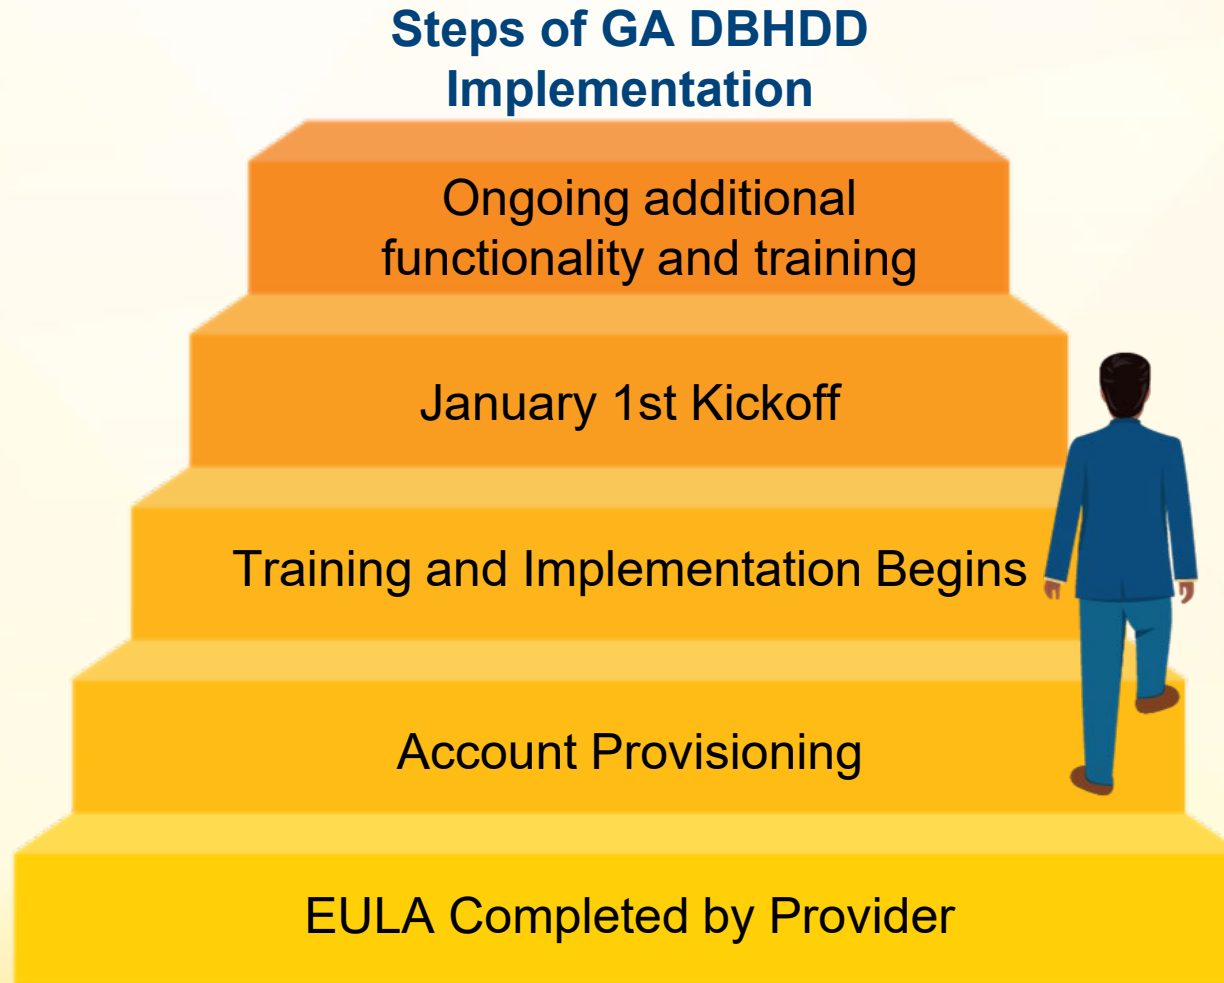 Steps of GA DBHDD
Implementation
Ongoing additional
functionality and training
January 1st Kickoff
Training and Implementation Begins
Account Provisioning
EULA Completed by Provider